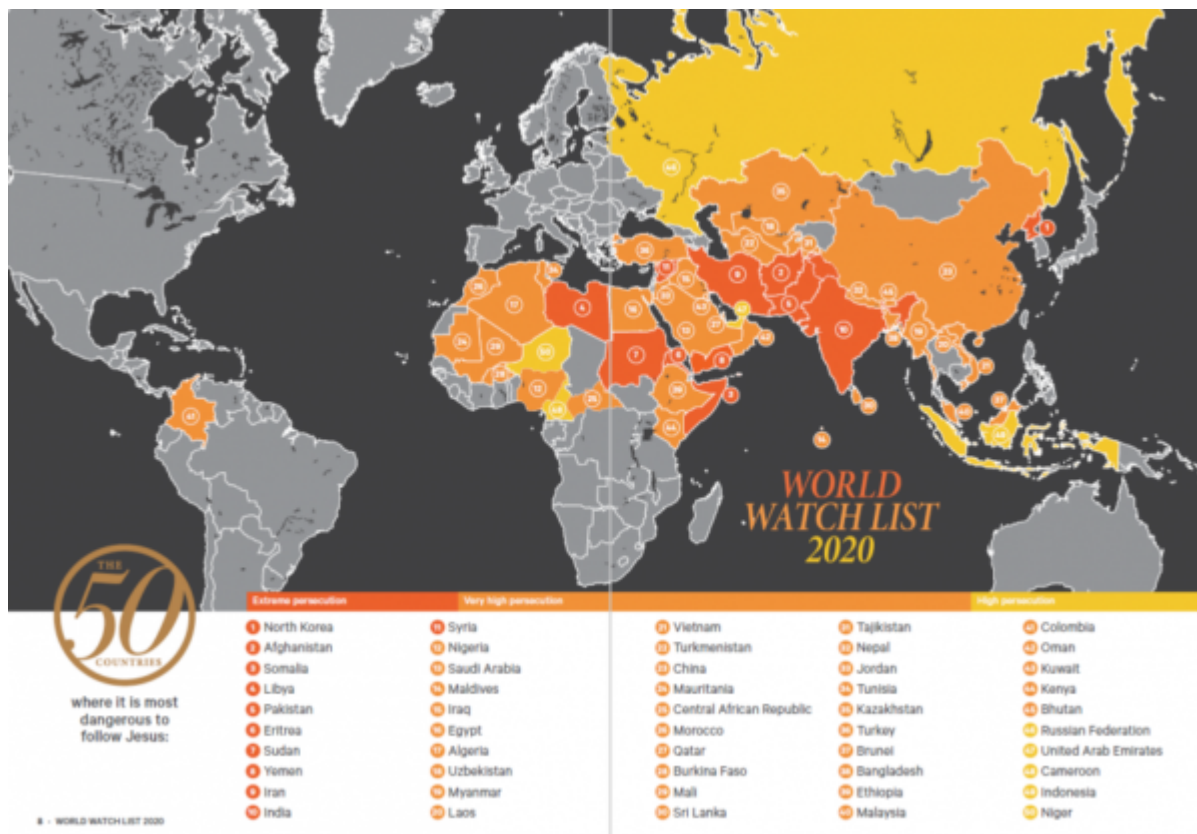 WORLD
WATCH LIST
2020
THE
50
COUNTRIES
where it is most
dangerous to
follow Jesus:
Extreme persecution
Very high persecution
High persecution
1 North Korea
2 Afghanistan
3 Somalia
4 Libya
5 Pakistan
6 Eritrea
7 Sudan
8 Yemen
9 Iran
10 India
11 Syria
12 Nigeria
13 Saudi Arabia
14 Maldives
15 Iraq
16 Egypt
17 Algeria
18 Uzbekistan
19 Myanmar
20 Laos
21 Vietnam
22 Turkmenistan
23 China
24 Mauritania
25 Central African Republic
26 Morocco
27 Qatar
28 Burkina Faso
29 Mali
30 Sri Lanka
31 Tajikistan
32 Nepal
33 Jordan
34 Tunisia
35 Kazakhstan
36 Turkey
37 Brunei
38 Bangladesh
39 Ethiopia
40 Malaysia
41 Colombia
42 Oman
43 Kuwait
44 Kenya
45 Bhutan
46 Russian Federation
47 United Arab Emirates
48 Cameroon
49 Indonesia
50 Niger
8 - WORLD WATCH LIST 2020